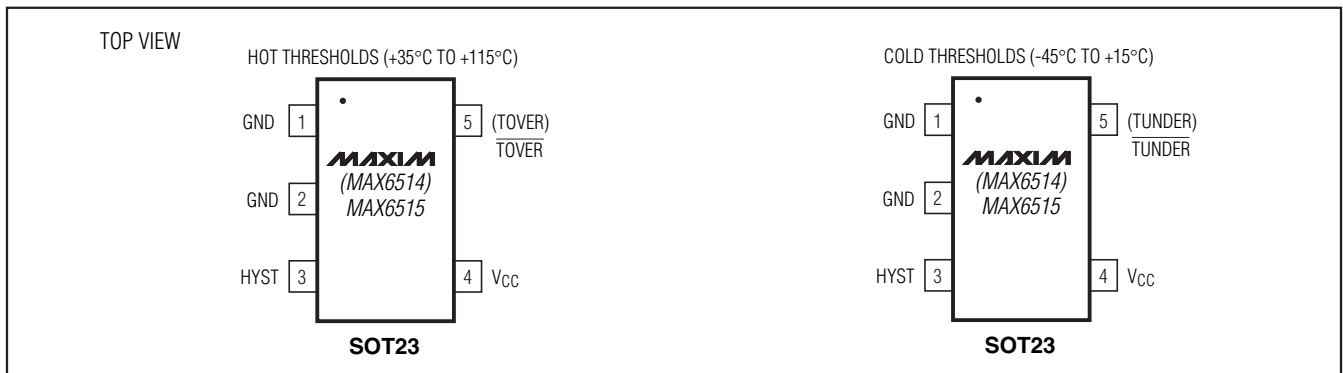 TOP VIEW
HOT THRESHOLDS (+35°C TO +115°C)
GND 1
GND 2
HYST 3
5 (TOVER)
TOVER
4 VCC
MAXIM
(MAX6514)
MAX6515
SOT23
COLD THRESHOLDS (-45°C TO +15°C)
GND 1
GND 2
HYST 3
5 (TUNDER)
TUNDER
4 VCC
MAXIM
(MAX6514)
MAX6515
SOT23